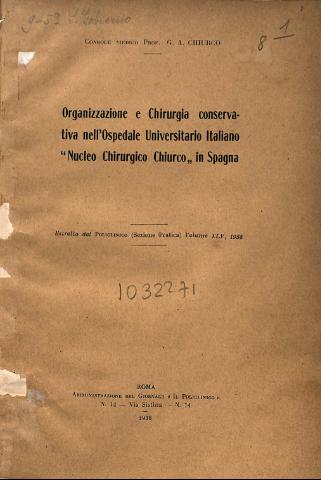 8 1
CONSOLE MEDICO PROF. G. A. CHIURCO
Organizzazione e Chirurgia conserva-
tiva nell'Ospedale Universitario Italiano
“Nucleo Chirurgico Chiurco„ in Spagna
Estratto dal POLICLINICO (Sezione Pratica) Volume XLV, 1938
1032271
ROMA
AMMINISTRAZIONE DEL GIORNALE « IL POLICLINICO »
N. 14 — Via Sistina — N. 14
1938